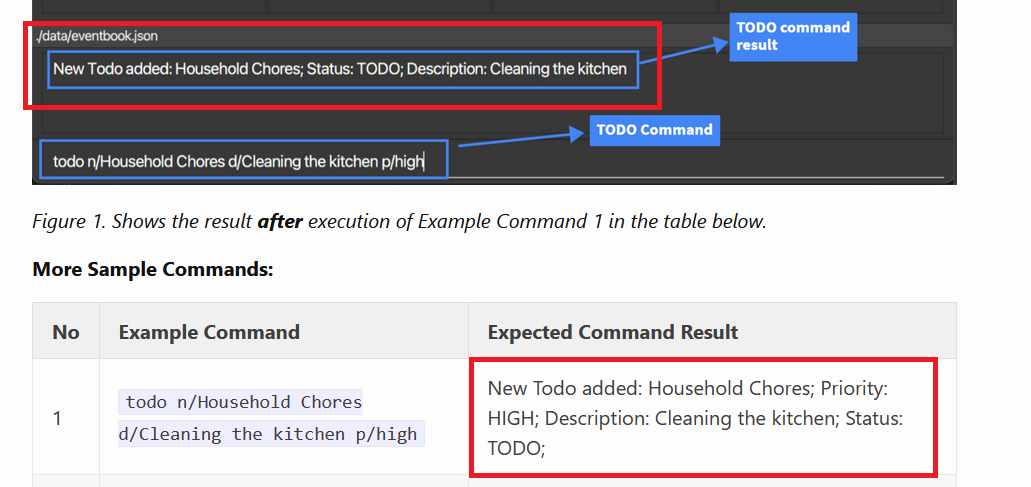 ./data/eventbook.json
TODO command
result
New Todo added: Household Chores; Status: TODO; Description: Cleaning the kitchen
TODO Command
todo n/Household Chores d/Cleaning the kitchen p/high
Figure 1. Shows the result after execution of Example Command 1 in the table below.
More Sample Commands:
No Example Command Expected Command Result
1
todo n/Household Chores
d/Cleaning the kitchen p/high
New Todo added: Household Chores; Priority:
HIGH; Description: Cleaning the kitchen; Status:
TODO;